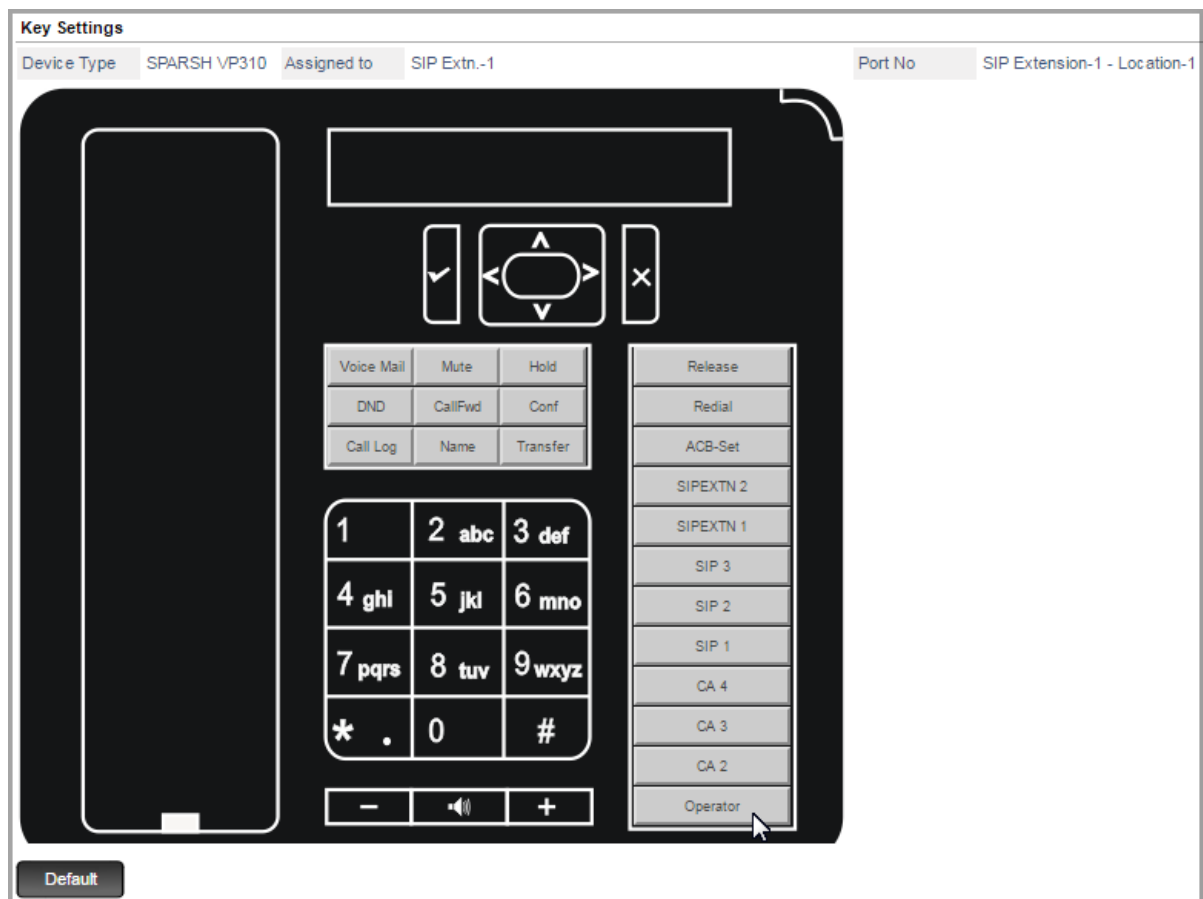 Key Settings
Device Type SPARSH VP310 Assigned to SIP Extn.-1 Port No SIP Extension-1 - Location-1
Voice Mail Mute Hold
DND CallFwd Conf
Call Log Name Transfer
Release
Redial
ACB-Set
SIPEXTN 2
SIPEXTN 1
SIP 3
SIP 2
SIP 1
CA 4
CA 3
CA 2
Operator
1 2 abc 3 def
4 ghi 5 jkl 6 mno
7 pqrs 8 tuv 9 wxyz
* . 0 #
− +
Default